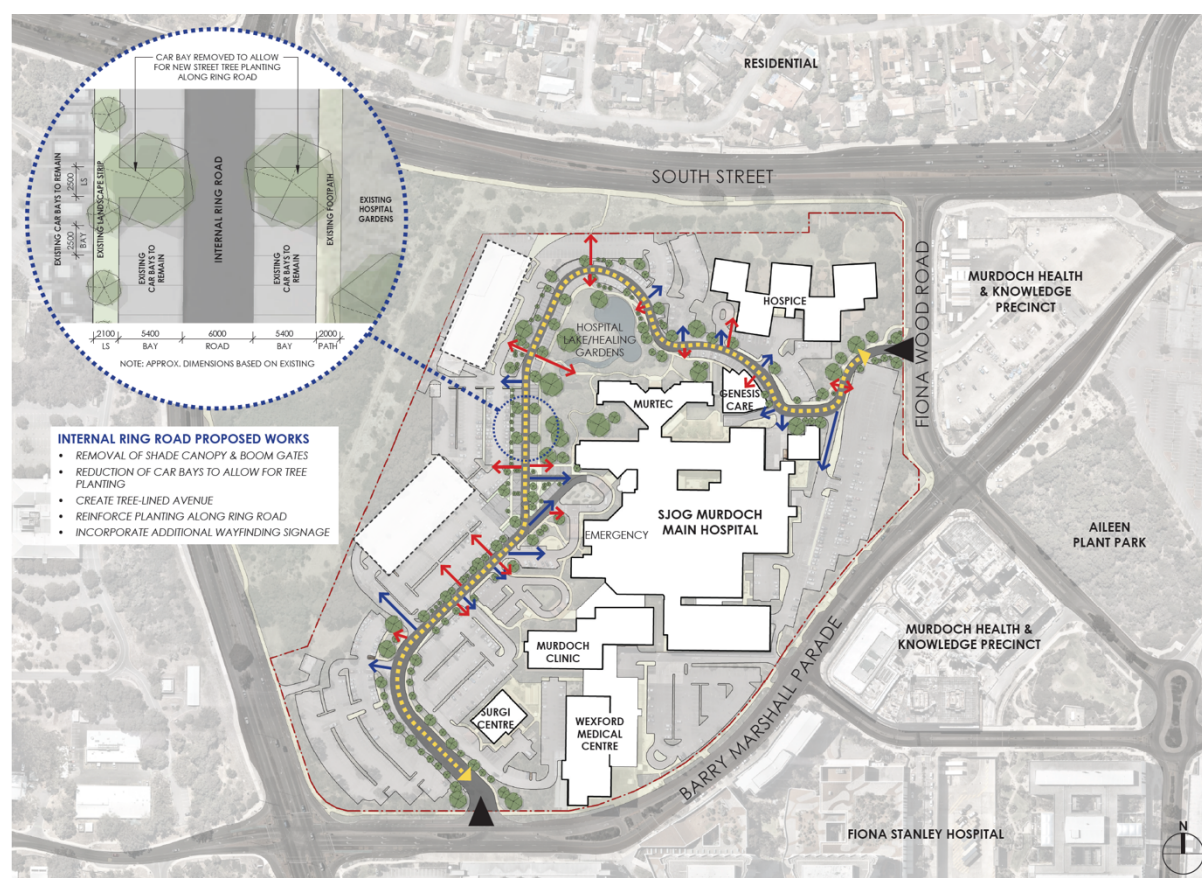 CAR BAY REMOVED TO ALLOW
FOR NEW STREET TREE PLANTING
ALONG RING ROAD
EXISTING CAR BAYS TO REMAIN
2500
LS
2500
BAY
EXISTING LANDSCAPE STRIP
EXISTING
CAR BAYS TO
REMAIN
INTERNAL RING ROAD
EXISTING
CAR BAYS TO
REMAIN
EXISTING FOOTPATH
EXISTING
HOSPITAL
GARDENS
2100
5400
6000
5400
2000
LS
BAY
ROAD
BAY
PATH
NOTE: APPROX. DIMENSIONS BASED ON EXISTING
INTERNAL RING ROAD PROPOSED WORKS
• REMOVAL OF SHADE CANOPY & BOOM GATES
• REDUCTION OF CAR BAYS TO ALLOW FOR TREE
PLANTING
• CREATE TREE-LINED AVENUE
• REINFORCE PLANTING ALONG RING ROAD
• INCORPORATE ADDITIONAL WAYFINDING SIGNAGE
RESIDENTIAL
SOUTH STREET
FIONA WOOD ROAD
MURDOCH HEALTH
& KNOWLEDGE
PRECINCT
HOSPICE
HOSPITAL
LAKE/HEALING
GARDENS
MURTEC
GENESIS
CARE
SJOG MURDOCH
MAIN HOSPITAL
EMERGENCY
AILEEN
PLANT PARK
MURDOCH
CLINIC
MURDOCH HEALTH &
KNOWLEDGE PRECINCT
SURGI
CENTRE
WEXFORD
MEDICAL
CENTRE
BARRY MARSHALL PARADE
FIONA STANLEY HOSPITAL
N